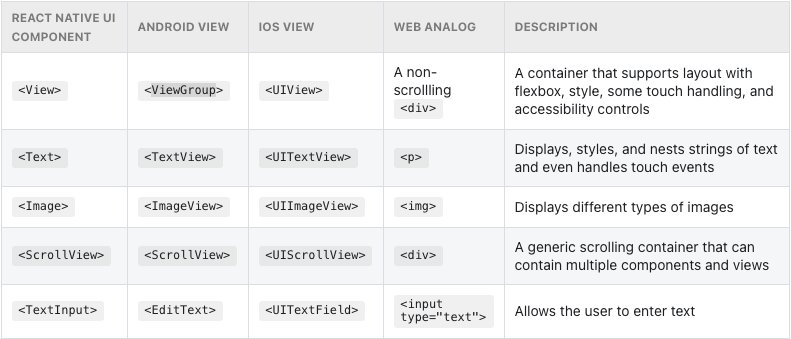 REACT NATIVE UI
COMPONENT
ANDROID VIEW
IOS VIEW
WEB ANALOG
DESCRIPTION
<View>
<ViewGroup>
<UIView>
A non-
scrollling
<div>
A container that supports layout with
flexbox, style, some touch handling, and
accessibility controls
<Text>
<TextView>
<UITextView>
<p>
Displays, styles, and nests strings of text
and even handles touch events
<Image>
<ImageView>
<UIImageView>
<img>
Displays different types of images
<ScrollView>
<ScrollView>
<UIScrollView>
<div>
A generic scrolling container that can
contain multiple components and views
<TextInput>
<EditText>
<UITextField>
<input
type="text">
Allows the user to enter text